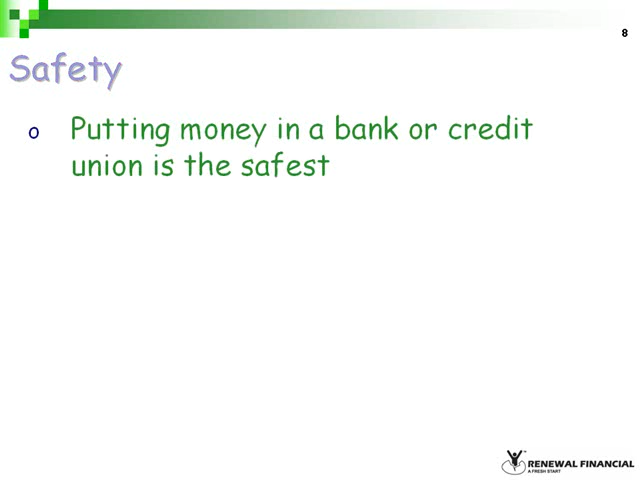 8
Safety
o Putting money in a bank or credit
union is the safest
RENEWAL FINANCIAL
A FRESH START